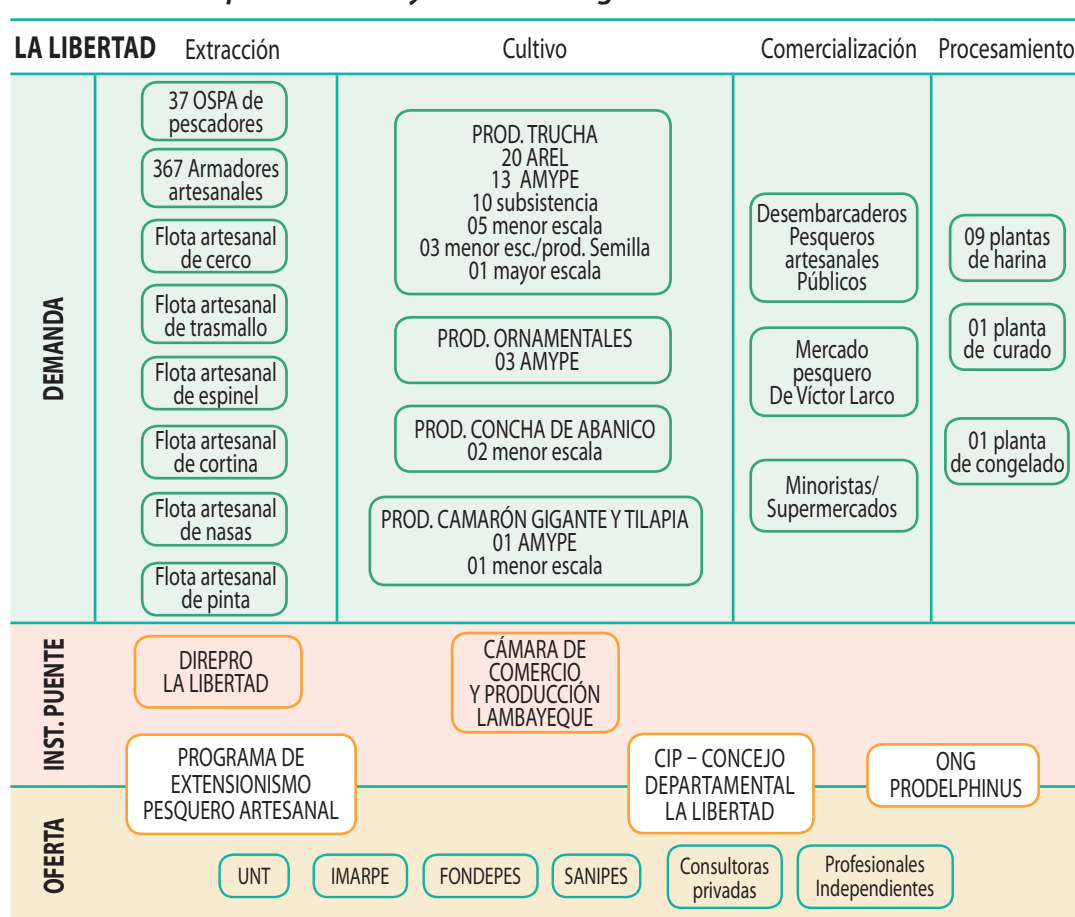 LA LIBERTAD
Extracción
Cultivo
Comercialización
Procesamiento
DEMANDA
37 OSPA de
pescadores
367 Armadores
artesanales
Flota artesanal
de cerco
Flota artesanal
de trasmallo
Flota artesanal
de espinel
Flota artesanal
de cortina
Flota artesanal
de nasas
Flota artesanal
de pinta
PROD. TRUCHA
20 AREL
13 AMYPE
10 subsistencia
05 menor escala
03 menor esc./prod. Semilla
01 mayor escala
PROD. ORNAMENTALES
03 AMYPE
PROD. CONCHA DE ABANICO
02 menor escala
PROD. CAMARÓN GIGANTE Y TILAPIA
01 AMYPE
01 menor escala
Desembarcaderos
Pesqueros
artesanales
Públicos
Mercado
pesquero
De Víctor Larco
Minoristas/
Supermercados
09 plantas
de harina
01 planta
de curado
01 planta
de congelado
INST. PUENTE
DIREPRO
LA LIBERTAD
CÁMARA DE
COMERCIO
Y PRODUCCIÓN
LAMBAYEQUE
PROGRAMA DE
EXTENSIONISMO
PESQUERO ARTESANAL
CIP – CONCEJO
DEPARTAMENTAL
LA LIBERTAD
ONG
PRODELPHINUS
OFERTA
UNT
IMARPE
FONDEPES
SANIPES
Consultoras
privadas
Profesionales
Independientes